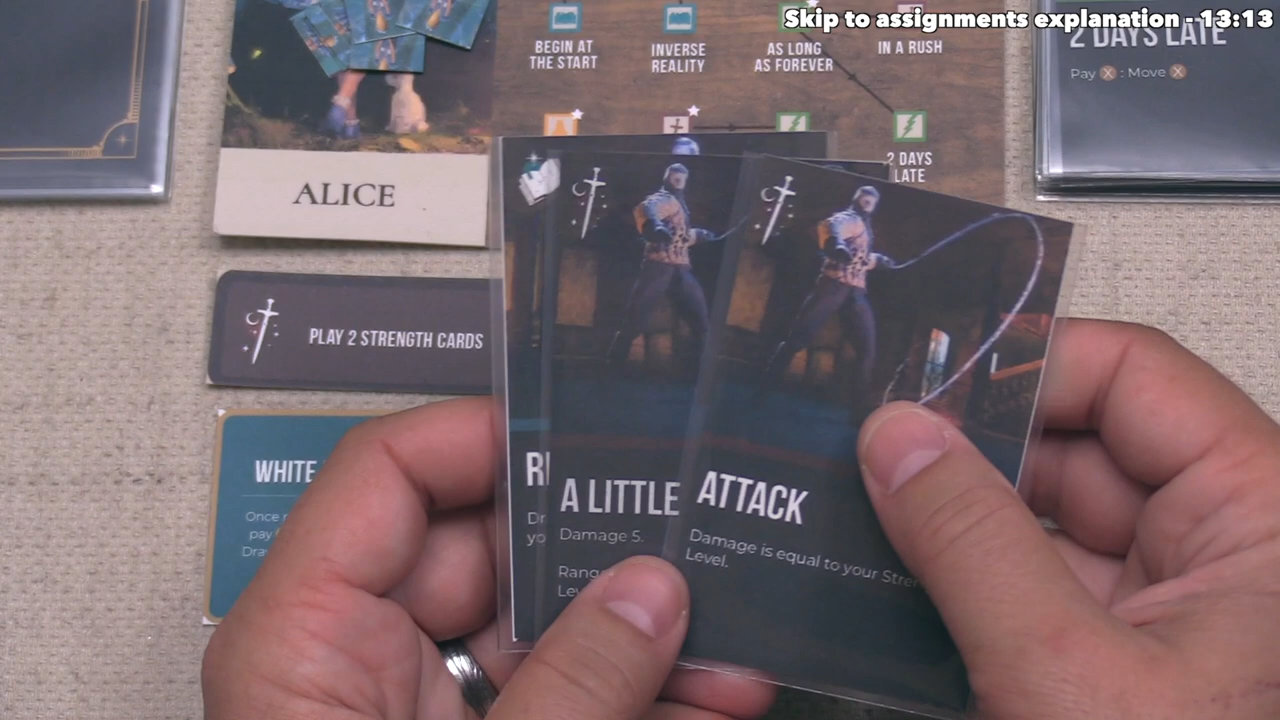 Skip to assignments explanation - 13:13
2 DAYS LATE
Pay X : Move X
BEGIN AT
THE START
INVERSE
REALITY
AS LONG
AS FOREVER
IN A RUSH
2 DAYS
LATE
ALICE
PLAY 2 STRENGTH CARDS
WHITE
Once
pay
A LITTLE
Damage 5.
ATTACK
Damage is equal to your
Level.